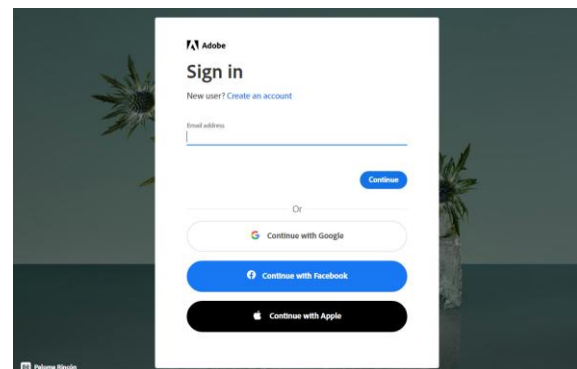 Adobe
Sign in
New user? Create an account
Email address
Continue
Or
Continue with Google
Continue with Facebook
Continue with Apple
Paloma Rincón